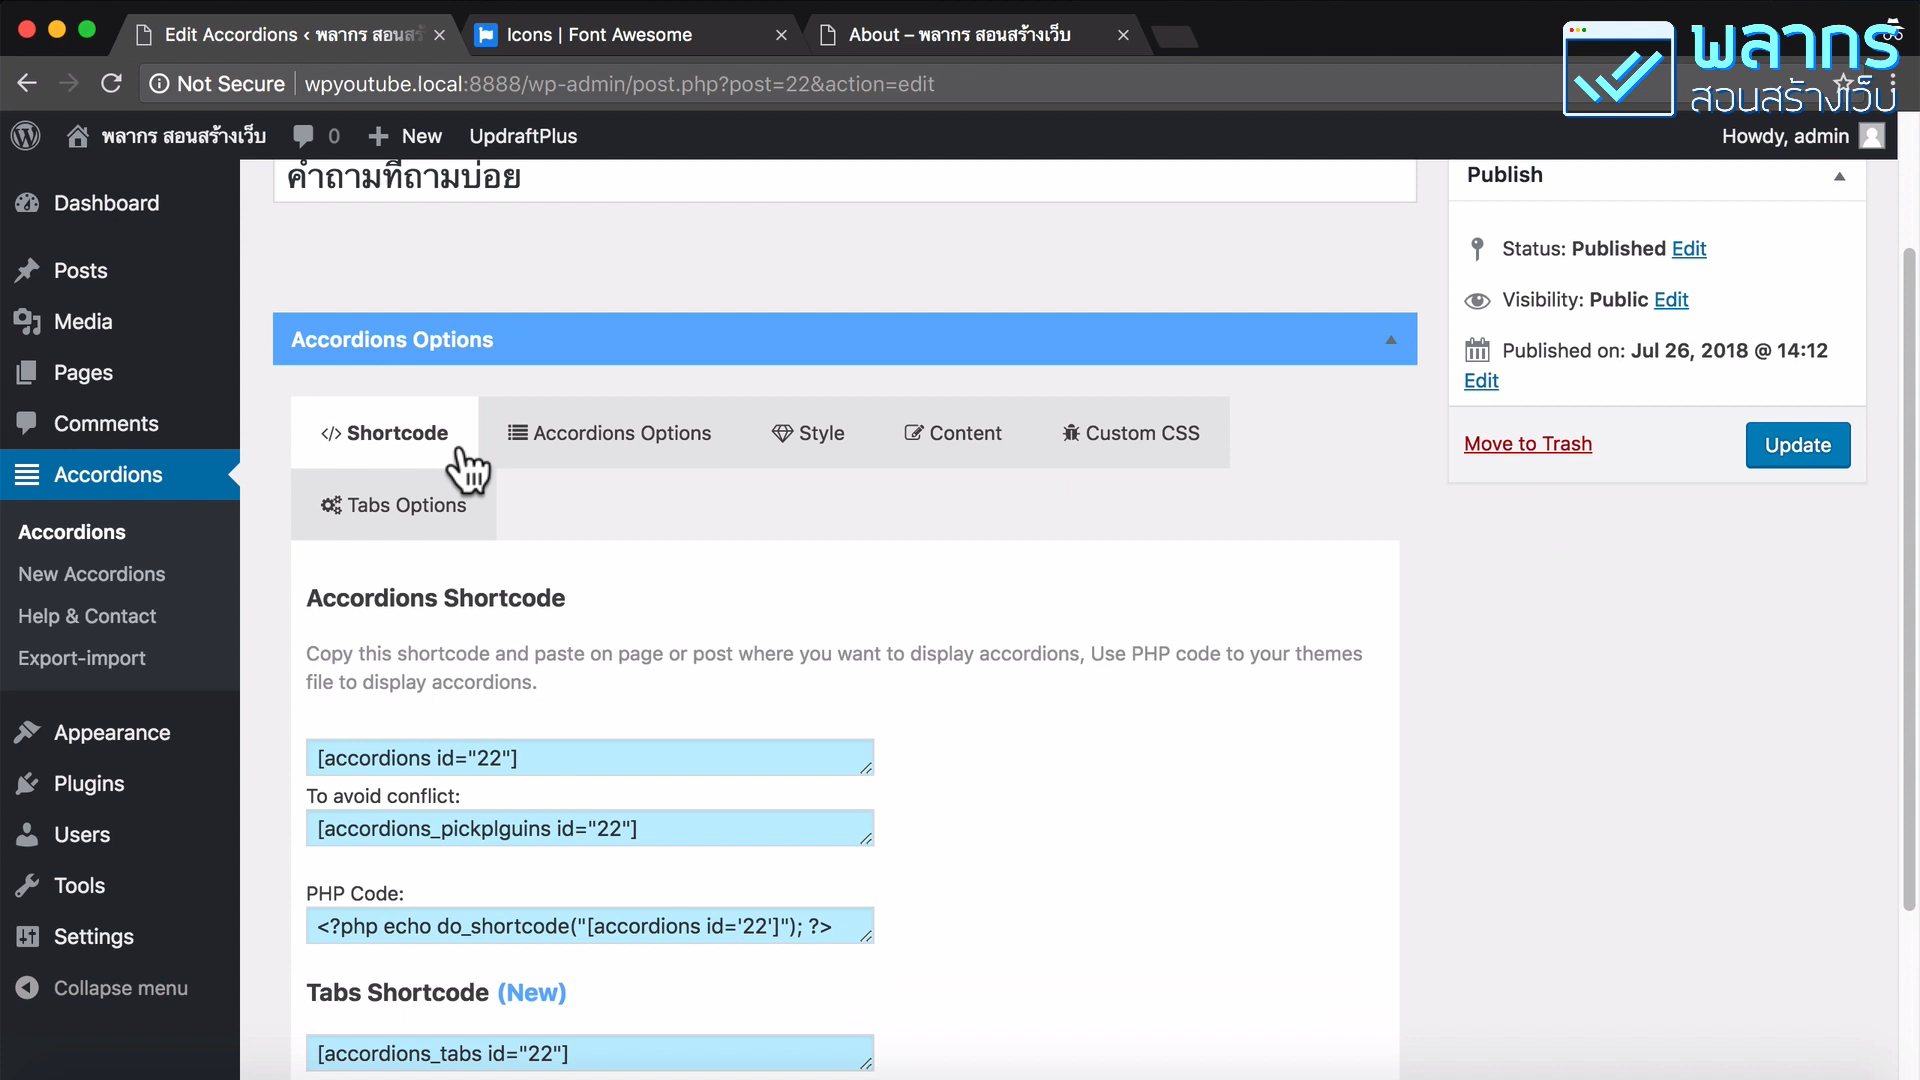 Edit Accordions ‹ พลากร สอนสร้
Icons | Font Awesome
About – พลากร สอนสร้างเว็บ
Not Secure
wpyoutube.local:8888/wp-admin/post.php?post=22&action=edit
พลากร
สอนสร้างเว็บ
พลากร สอนสร้างเว็บ
0
New
UpdraftPlus
Howdy, admin
Dashboard
Posts
Media
Pages
Comments
Accordions
Accordions
New Accordions
Help & Contact
Export-import
Appearance
Plugins
Users
Tools
Settings
Collapse menu
คำถามที่ถามบ่อย
Accordions Options
</> Shortcode
Accordions Options
Style
Content
Custom CSS
Tabs Options
Accordions Shortcode
Copy this shortcode and paste on page or post where you want to display accordions, Use PHP code to your themes
file to display accordions.
[accordions id="22"]
To avoid conflict:
[accordions_pickplguins id="22"]
PHP Code:
<?php echo do_shortcode("[accordions id='22']"); ?>
Tabs Shortcode (New)
[accordions_tabs id="22"]
Publish
Status: Published Edit
Visibility: Public Edit
Published on: Jul 26, 2018 @ 14:12
Edit
Move to Trash
Update